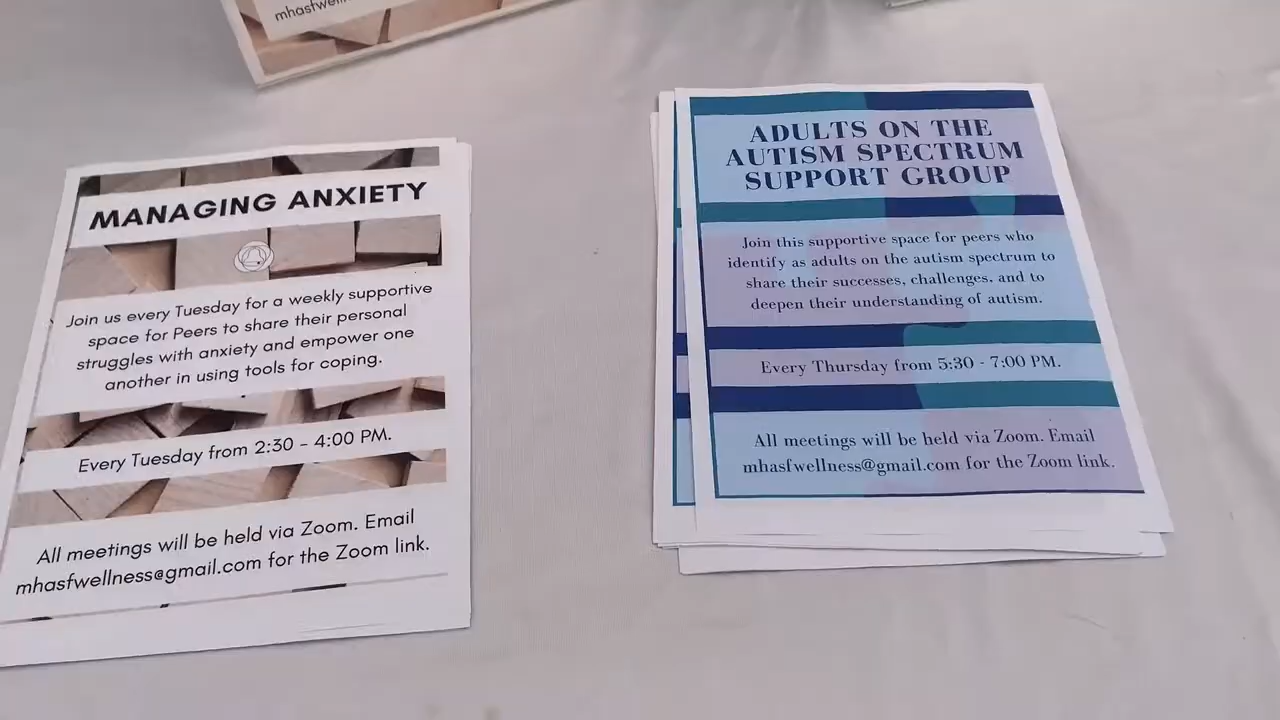 mhasfwelln
MANAGING ANXIETY
Join us every Tuesday for a weekly supportive
space for Peers to share their personal
struggles with anxiety and empower one
another in using tools for coping.
Every Tuesday from 2:30 - 4:00 PM.
All meetings will be held via Zoom. Email
mhasfwellness@gmail.com for the Zoom link.
ADULTS ON THE
AUTISM SPECTRUM
SUPPORT GROUP
Join this supportive space for peers who
identify as adults on the autism spectrum to
share their successes, challenges, and to
deepen their understanding of autism.
Every Thursday from 5:30 - 7:00 PM.
All meetings will be held via Zoom. Email
mhasfwellness@gmail.com for the Zoom link.